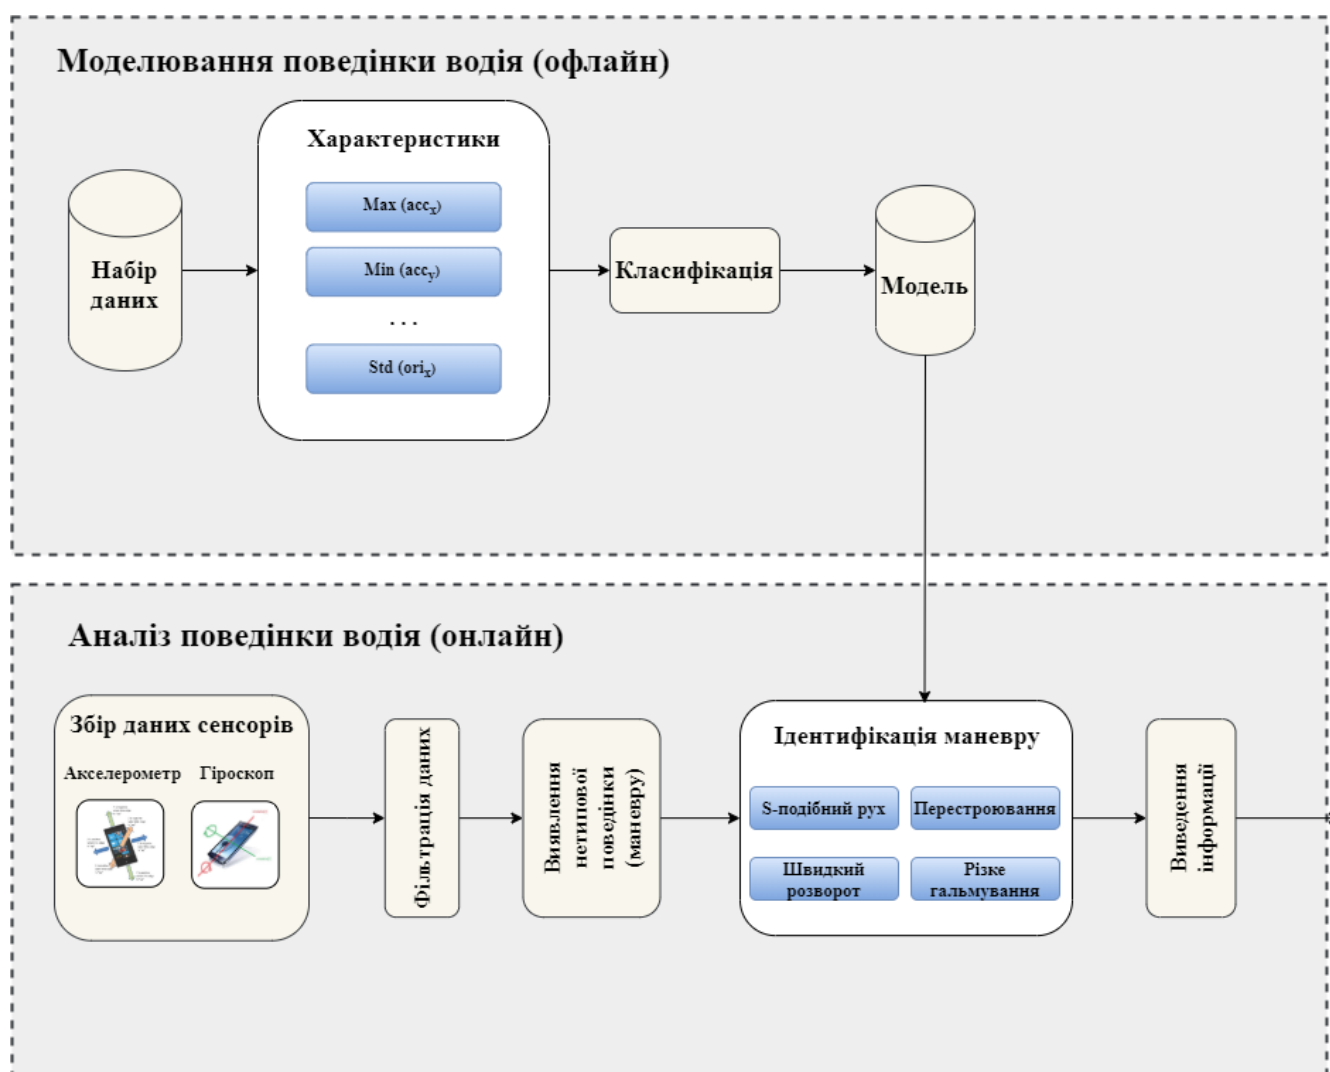 Моделювання поведінки водія (офлайн)
Характеристики
Max (accx)
Min (accy)
. . .
Std (orix)
Набір
даних
Класифікація
Модель
Аналіз поведінки водія (онлайн)
Збір даних сенсорів
Акселерометр
Гіроскоп
Фільтрація даних
Виявлення
нетипової
поведінки
(маневру)
Ідентифікація маневру
S-подібний рух
Перестроювання
Швидкий
розворот
Різке
гальмування
Виведення
інформації